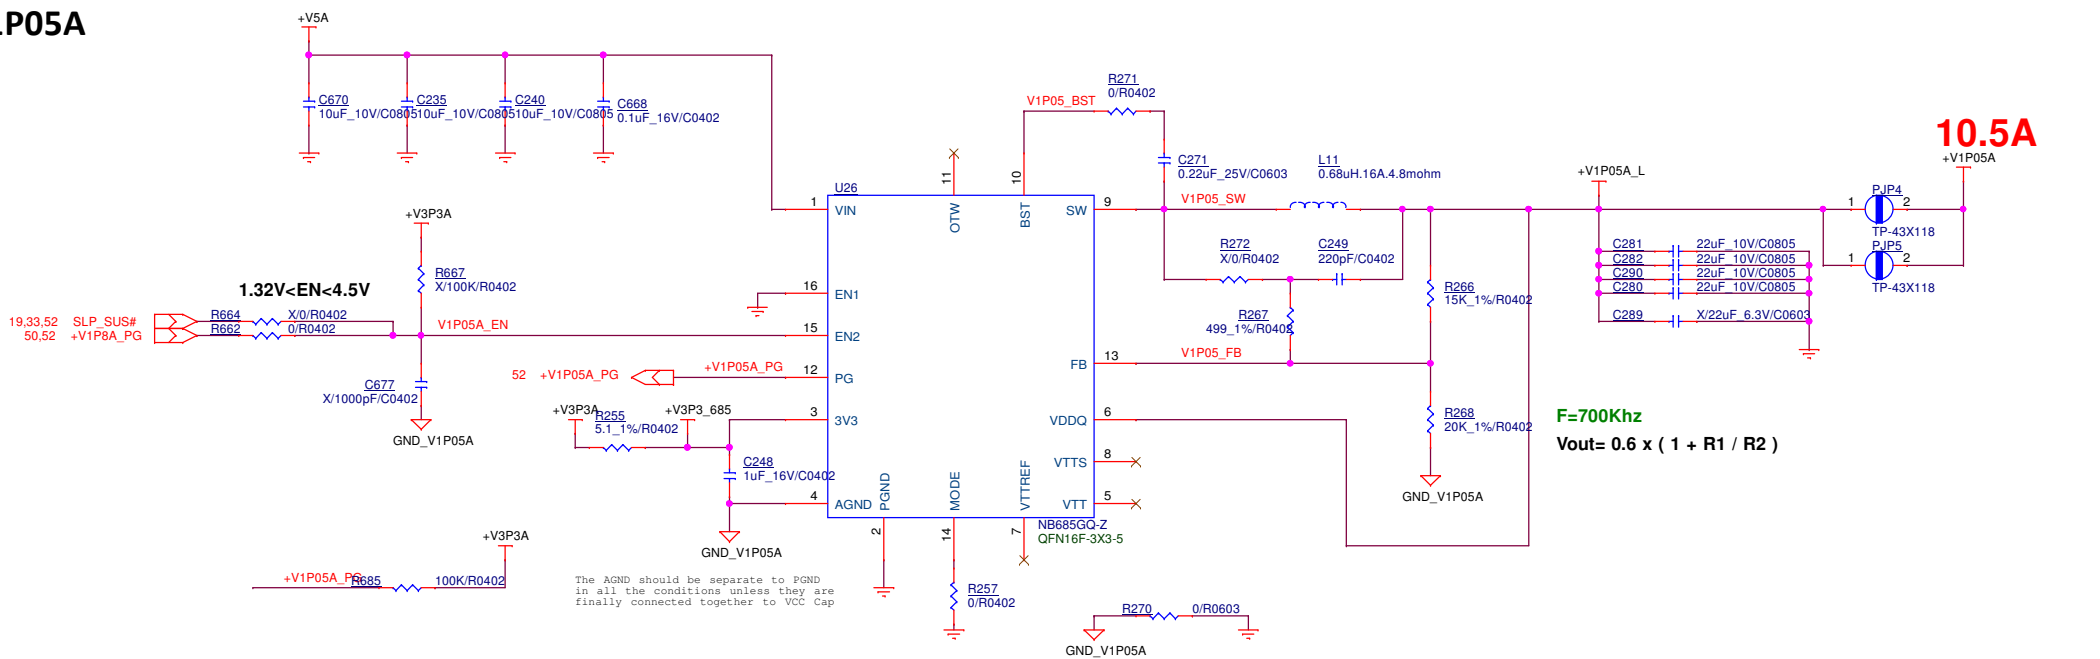 .P05A
+V5A
C670
10uF_10V/C0805
C235
10uF_10V/C0805
C240
10uF_10V/C0805
C668
0.1uF_16V/C0402
+V3P3A
R667
X/100K/R0402
1.32V<EN<4.5V
19,33,52 SLP_SUS#
R664 X/0/R0402
50,52 +V1P8A_PG
R662 0/R0402
V1P05A_EN
C677
X/1000pF/C0402
GND_V1P05A
52 +V1P05A_PG
+V1P05A_PG
+V3P3A
R255
5.1_1%/R0402
+V3P3_685
C248
1uF_16V/C0402
GND_V1P05A
+V3P3A
+V1P05A_PG
R685 100K/R0402
The AGND should be separate to PGND
in all the conditions unless they are
finally connected together to VCC Cap
U26
1 VIN
16 EN1
15 EN2
12 PG
3 3V3
4 AGND
2 PGND
14 MODE
7 VTTREF
11 OTW
10 BST
SW 9
FB 13
VDDQ 6
VTTS 8
VTT 5
NB685GQ-Z
QFN16F-3X3-5
R257
0/R0402
V1P05_BST
R271
0/R0402
C271
0.22uF_25V/C0603
V1P05_SW
L11
0.68uH.16A.4.8mohm
R272
X/0/R0402
C249
220pF/C0402
R267
499_1%/R0402
V1P05_FB
R266
15K_1%/R0402
R268
20K_1%/R0402
GND_V1P05A
R270 0/R0603
GND_V1P05A
F=700Khz
Vout= 0.6 x ( 1 + R1 / R2 )
+V1P05A_L
C281 22uF_10V/C0805
C282 22uF_10V/C0805
C290 22uF_10V/C0805
C280 22uF_10V/C0805
C289 X/22uF_6.3V/C0603
10.5A
+V1P05A
PJP4
1 2
TP-43X118
PJP5
1 2
TP-43X118